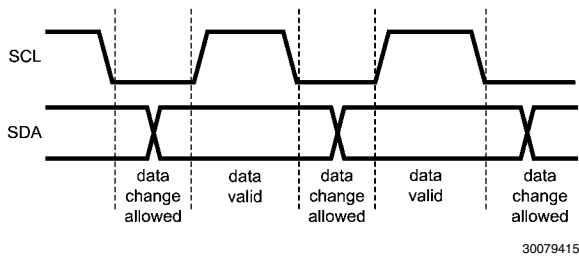 SCL
SDA
data change allowed
data valid
data change allowed
data valid
data change allowed
30079415